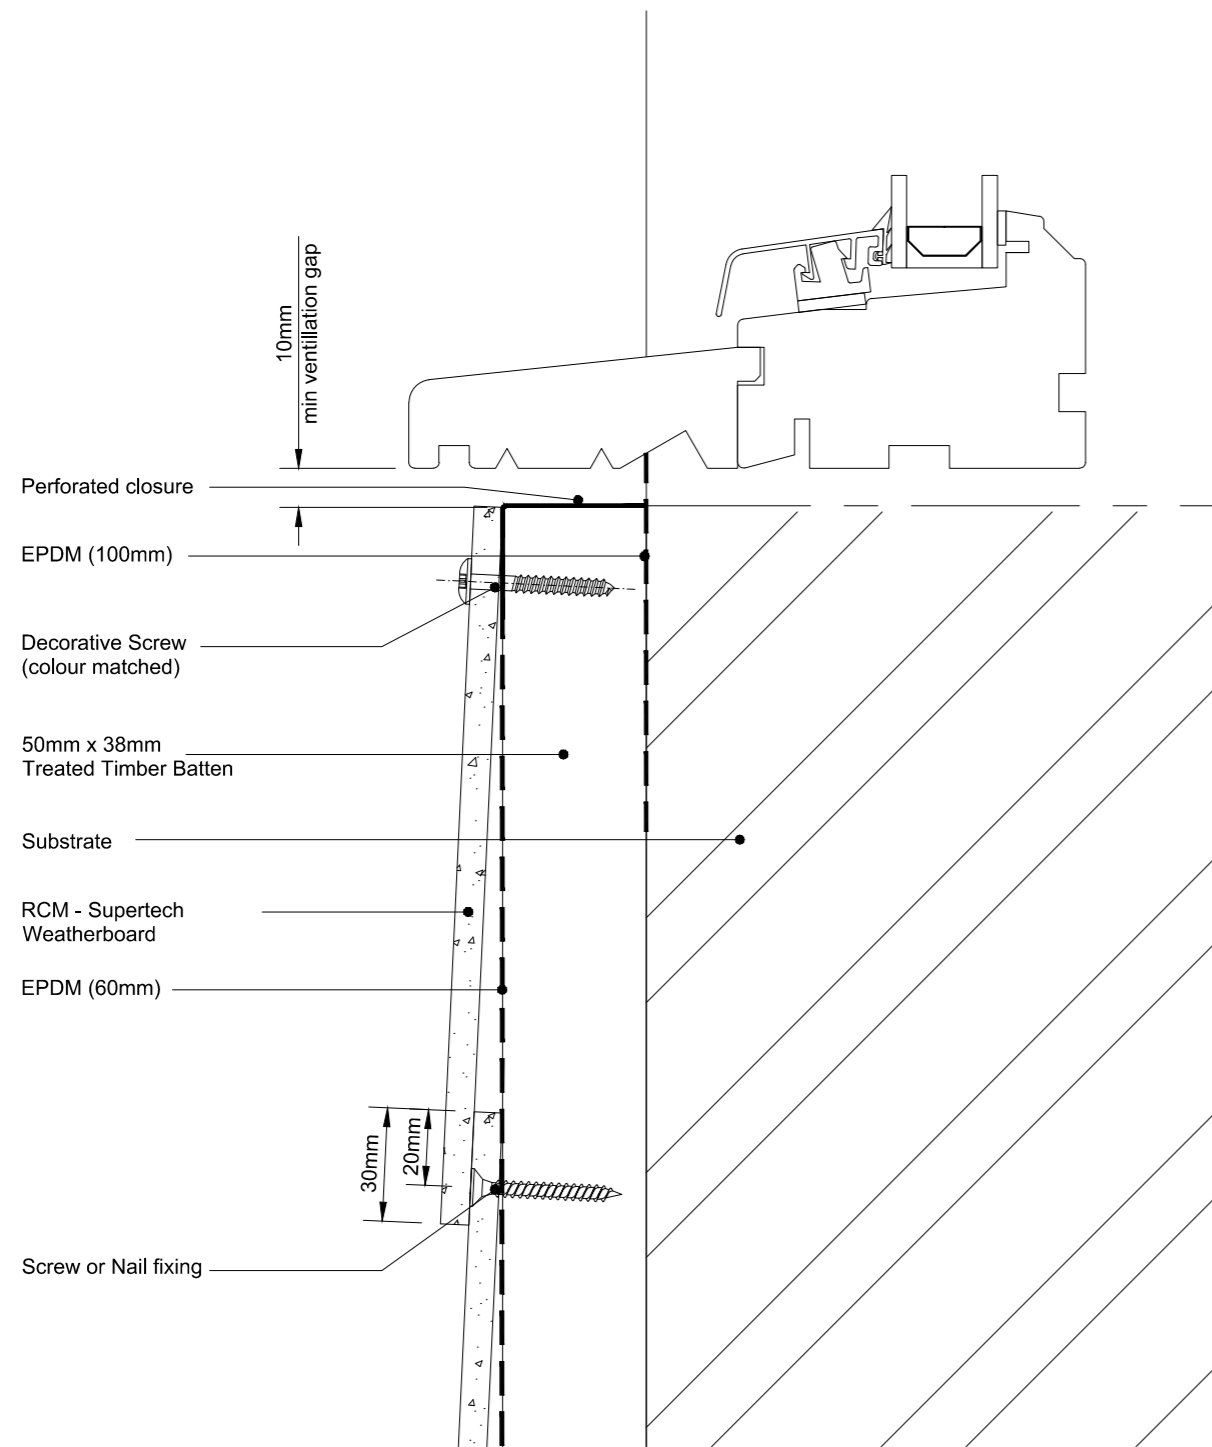 10mm
min ventillation gap
Perforated closure
EPDM (100mm)
Decorative Screw
(colour matched)
50mm x 38mm
Treated Timber Batten
Substrate
RCM - Supertech
Weatherboard
EPDM (60mm)
30mm
20mm
Screw or Nail fixing